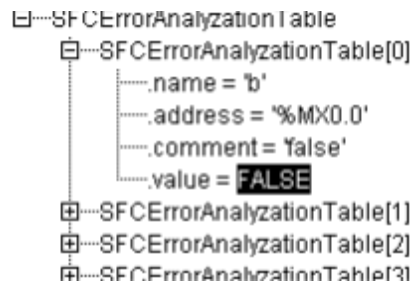 SFCErrorAnalyzationTable
SFCErrorAnalyzationTable[0]
.name = 'b'
.address = '%MX0.0'
.comment = 'false'
.value = FALSE
SFCErrorAnalyzationTable[1]
SFCErrorAnalyzationTable[2]
SFCErrorAnalyzationTable[3]